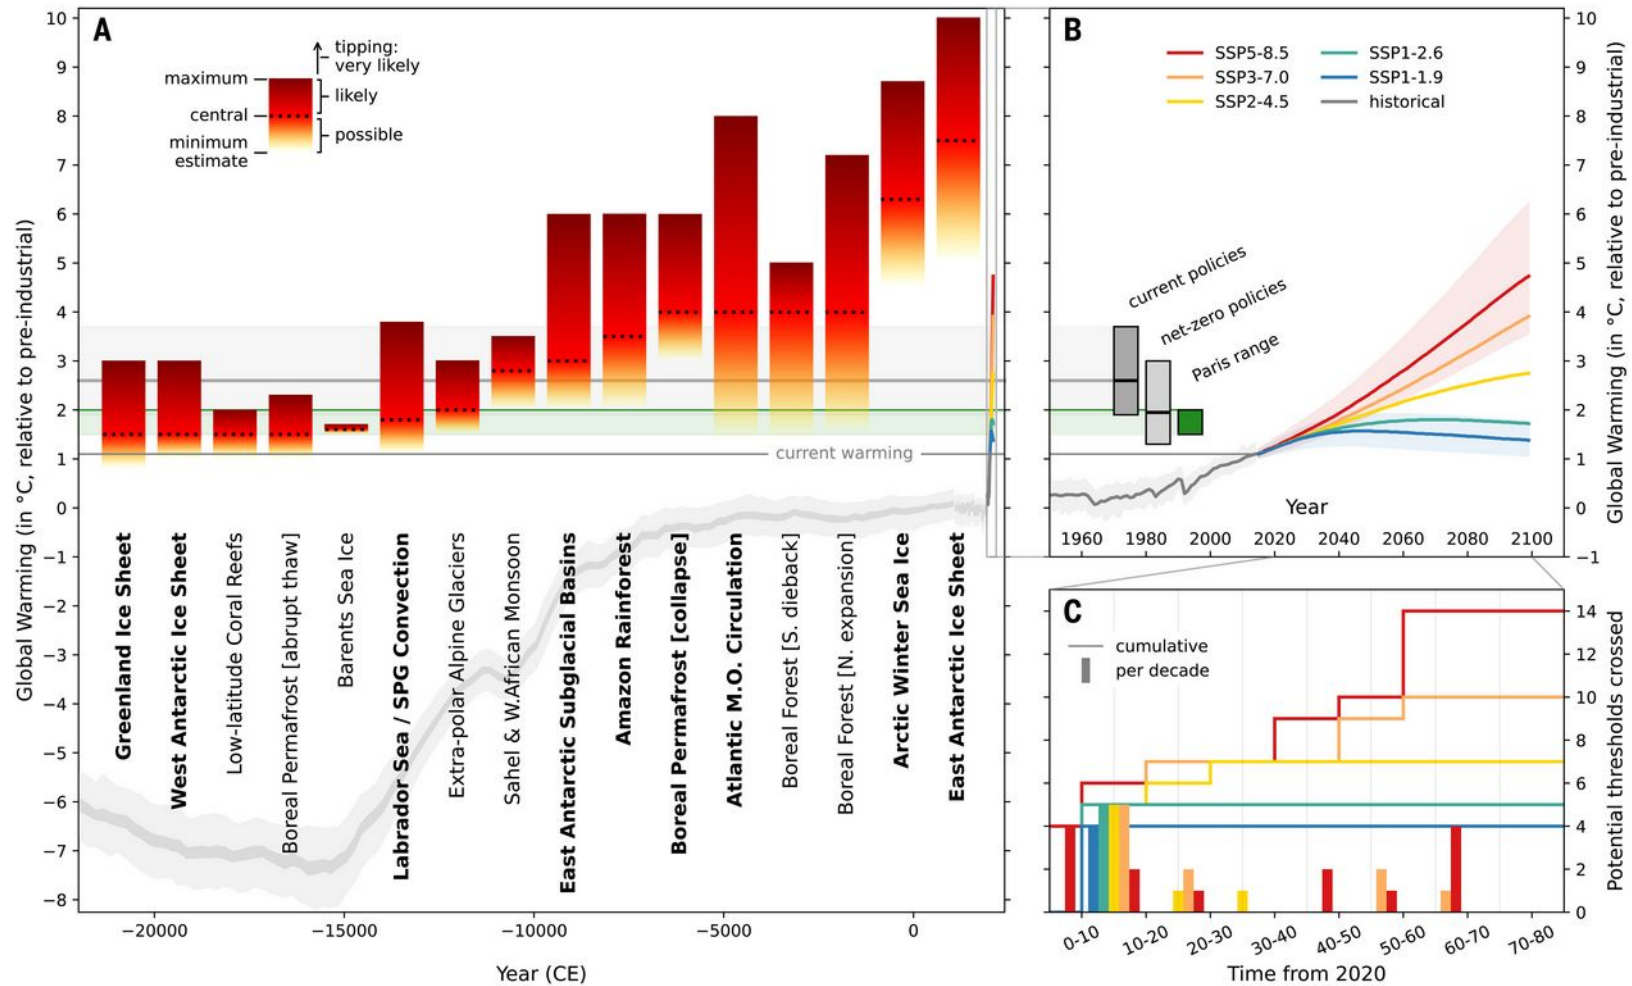 A
tipping:
very likely
maximum
likely
central
possible
minimum
estimate
10
9
8
7
6
5
4
3
2
1
0
−1
−2
−3
−4
−5
−6
−7
−8
Global Warming (in °C, relative to pre-industrial)
current warming
Greenland Ice Sheet
West Antarctic Ice Sheet
Low-latitude Coral Reefs
Boreal Permafrost [abrupt thaw]
Barents Sea Ice
Labrador Sea / SPG Convection
Extra-polar Alpine Glaciers
Sahel & W.African Monsoon
East Antarctic Subglacial Basins
Amazon Rainforest
Boreal Permafrost [collapse]
Atlantic M.O. Circulation
Boreal Forest [S. dieback]
Boreal Forest [N. expansion]
Arctic Winter Sea Ice
East Antarctic Ice Sheet
−20000
−15000
−10000
−5000
0
Year (CE)
B
SSP5-8.5
SSP3-7.0
SSP2-4.5
SSP1-2.6
SSP1-1.9
historical
current policies
net-zero policies
Paris range
Year
1960
1980
2000
2020
2040
2060
2080
2100
10
9
8
7
6
5
4
3
2
1
0
−1
Global Warming (in °C, relative to pre-industrial)
C
cumulative
per decade
14
12
10
8
6
4
2
0
Potential thresholds crossed
0-10
10-20
20-30
30-40
40-50
50-60
60-70
70-80
Time from 2020